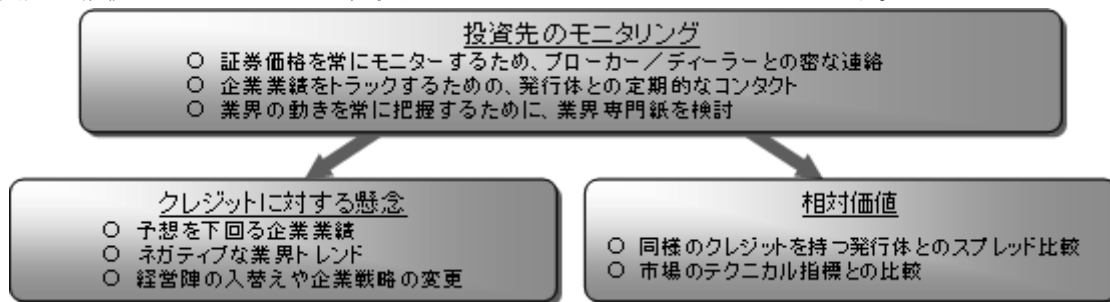 投資先のモニタリング
○ 証券価格を常にモニターするため、ブローカー／ディーラーとの密な連絡
○ 企業業績をトラックするための、発行体との定期的なコンタクト
○ 業界の動きを常に把握するために、業界専門紙を検討
クレジットに対する懸念
○ 予想を下回る企業業績
○ ネガティブな業界トレンド
○ 経営陣の入替えや企業戦略の変更
相対価値
○ 同様のクレジットを持つ発行体とのスプレッド比較
○ 市場のテクニカル指標との比較